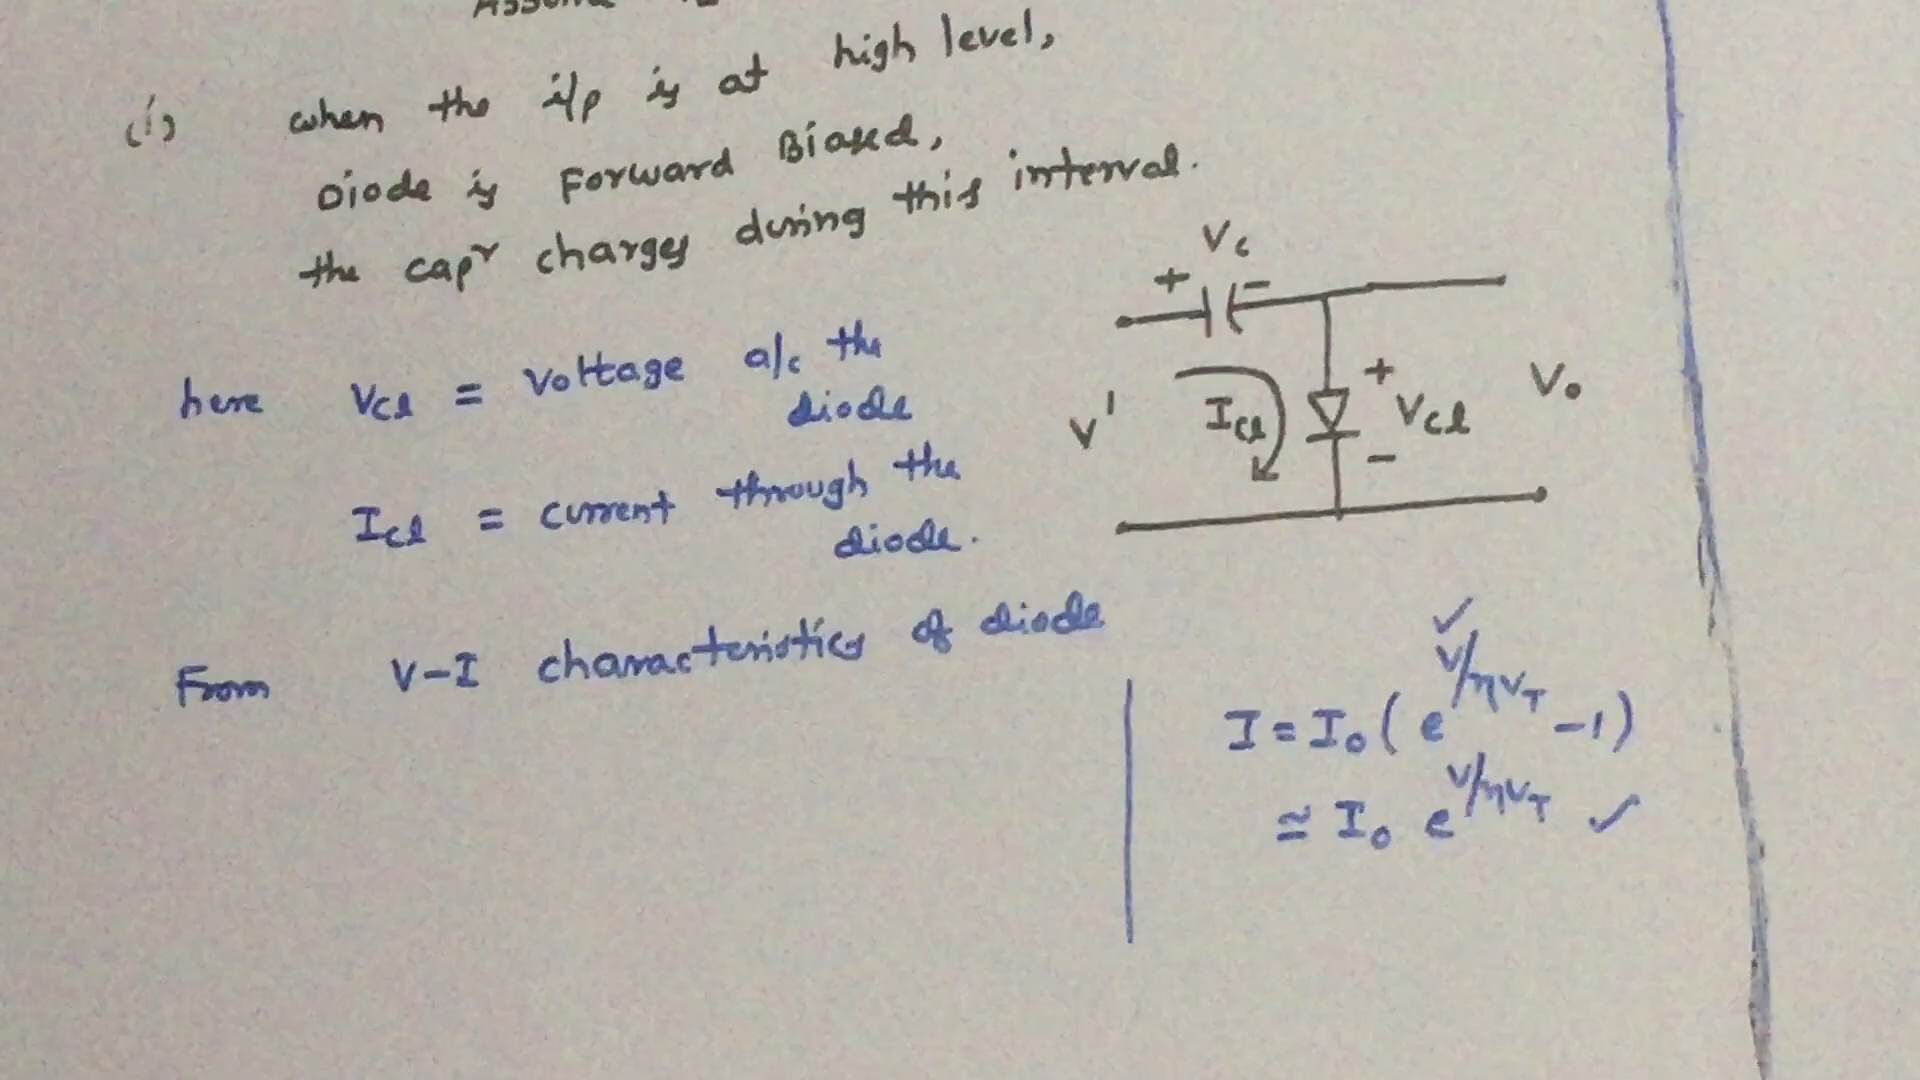 (i) when the i/p is at high level,
Diode is Forward Biased,
the capr charges during this interval.
here Vcl = Voltage a/c the
diode
Icl = current through the
diode.
Vc
+ -
V' Icl + Vcl - Vo
From V-I characteristics of diode
I = Io ( e^V/ηVT - 1 )
≃ Io e^V/ηVT ✓